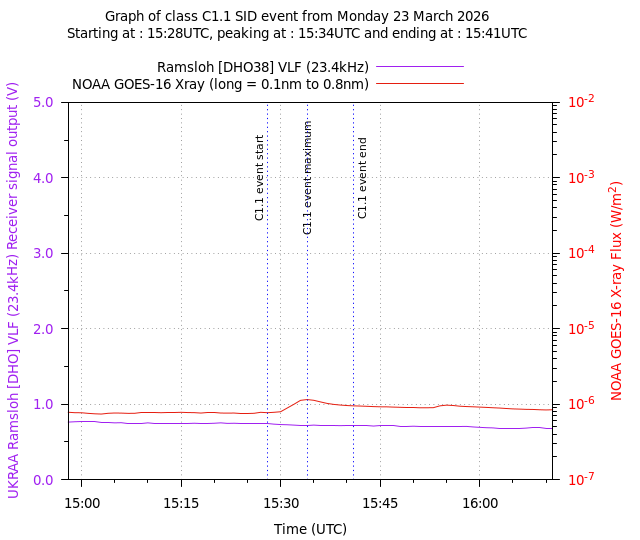 Graph of class C1.1 SID event from Monday 23 March 2026
Starting at : 15:28UTC, peaking at : 15:34UTC and ending at : 15:41UTC
Ramsloh [DHO38] VLF (23.4kHz)
NOAA GOES-16 Xray (long = 0.1nm to 0.8nm)
UKRAA Ramsloh [DHO] VLF (23.4kHz) Receiver signal output (V)
5.0
4.0
3.0
2.0
1.0
0.0
C1.1 event start
C1.1 event maximum
C1.1 event end
10^-2
10^-3
10^-4
10^-5
10^-6
10^-7
NOAA GOES-16 X-ray Flux (W/m²)
15:00 15:15 15:30 15:45 16:00
Time (UTC)